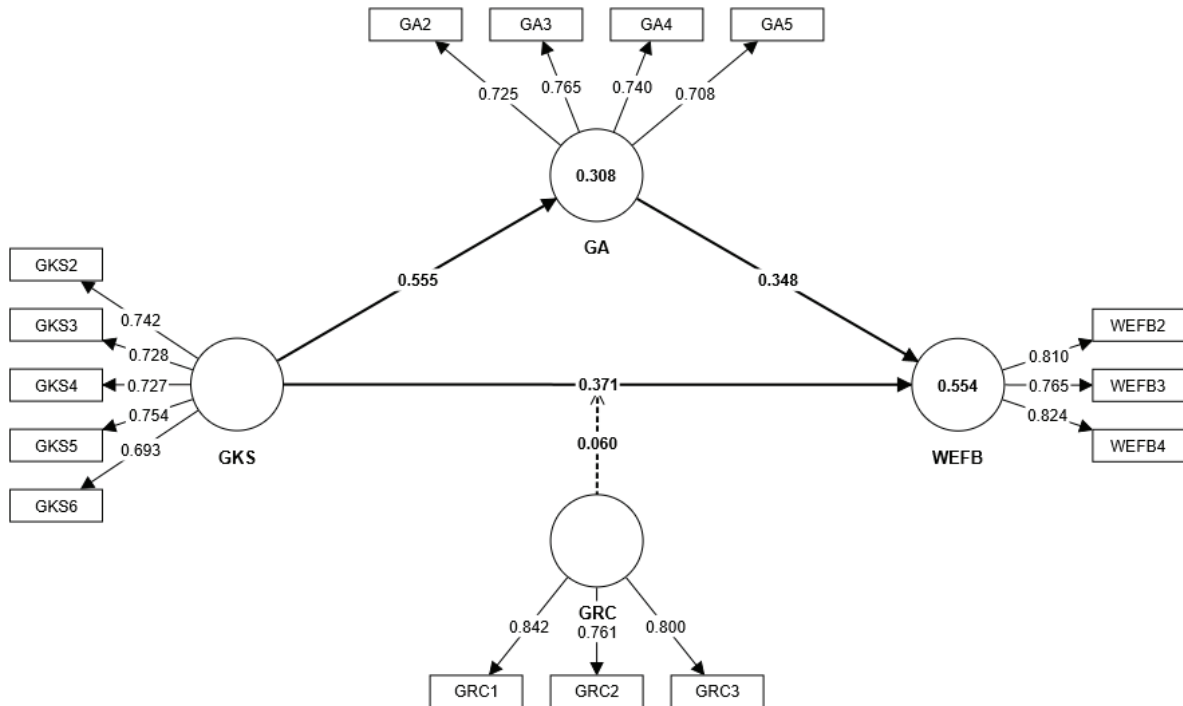 GA2 GA3 GA4 GA5
0.725 0.765 0.740 0.708
0.308
GA
0.555 0.348
GKS2
GKS3
GKS4
GKS5
GKS6
0.742
0.728
0.727
0.754
0.693
GKS
0.371
0.060
0.554
WEFB
0.810
0.765
0.824
WEFB2
WEFB3
WEFB4
GRC
0.842 0.761 0.800
GRC1 GRC2 GRC3